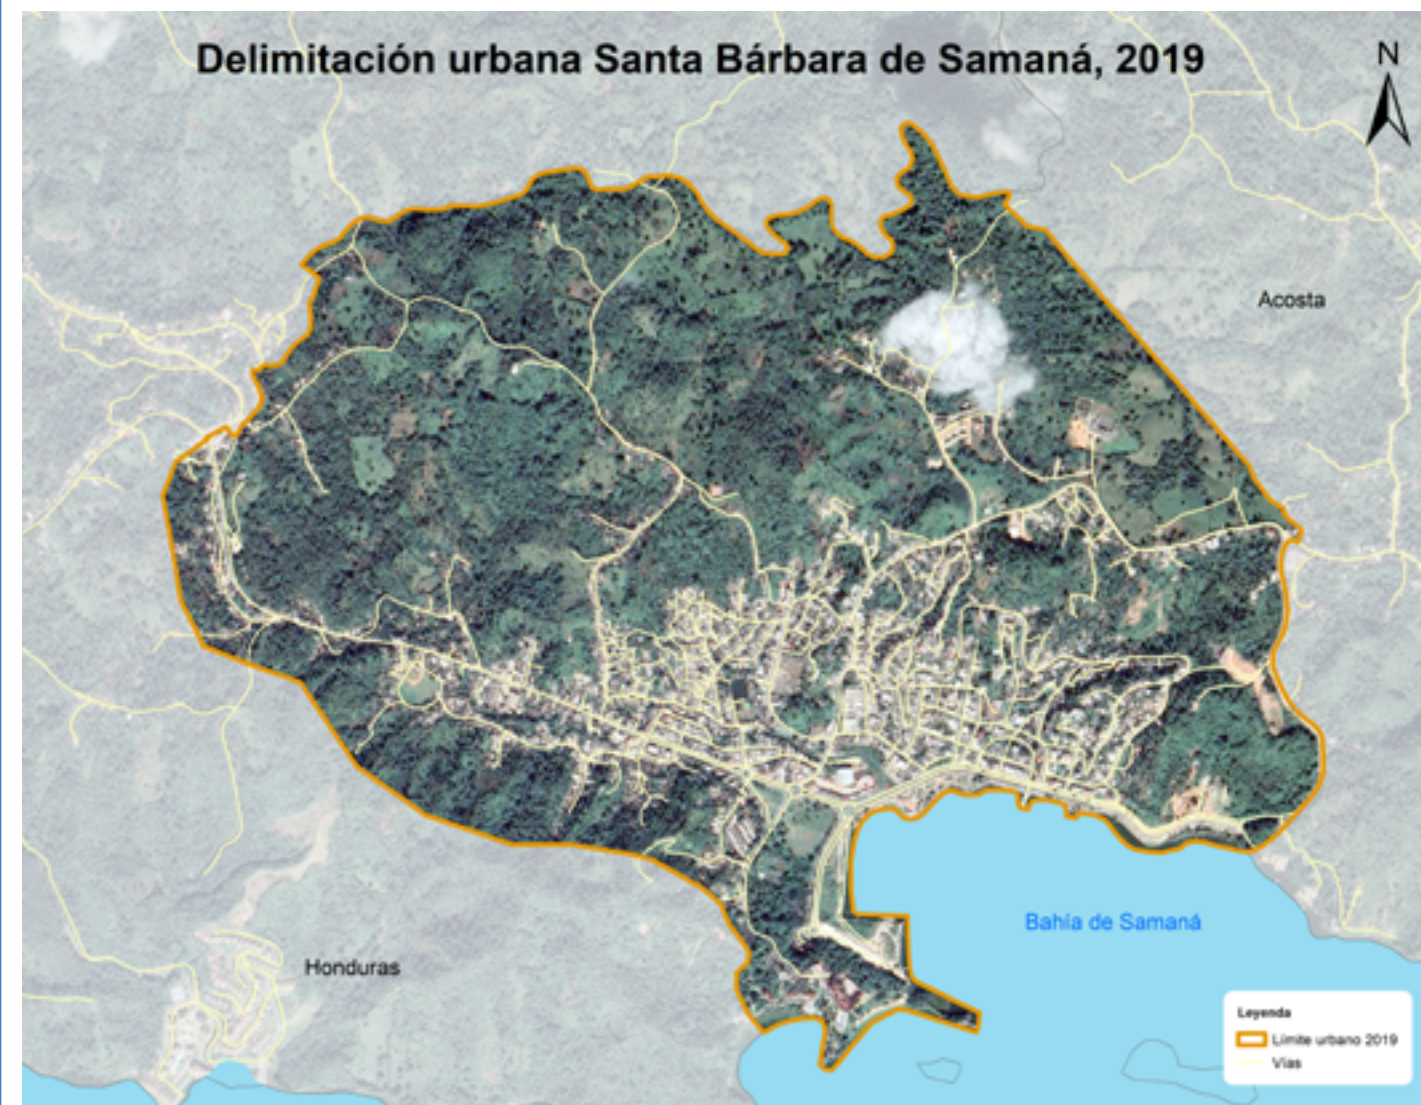 Delimitación urbana Santa Bárbara de Samaná, 2019
N
Acosta
Bahía de Samaná
Honduras
Leyenda
Límite urbano 2019
Vías